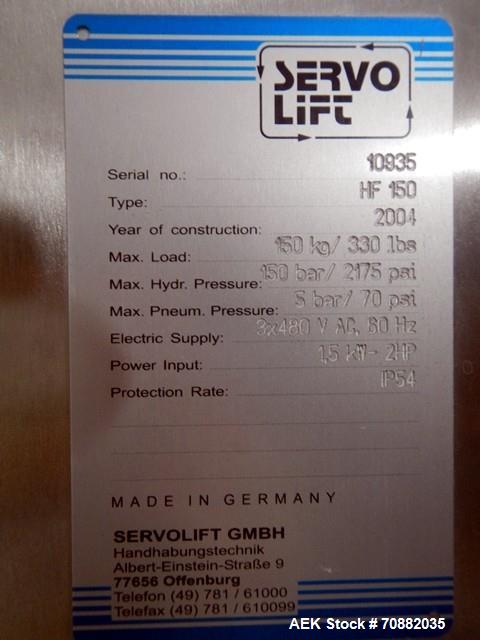 SERVO
LiFT
Serial no.: 10935
Type: HF 150
Year of construction: 2004
Max. Load: 150 kg/ 330 lbs
Max. Hydr. Pressure: 150 bar/ 2175 psi
Max. Pneum. Pressure: 5 bar/ 70 psi
Electric Supply: 3x480 V AC, 60 Hz
Power Input: 1,5 kW- 2HP
Protection Rate: IP54
MADE IN GERMANY
SERVOLIFT GMBH
Handhabungstechnik
Albert-Einstein-Straße 9
77656 Offenburg
Telefon (49) 781 / 61000
Telefax (49) 781 / 610099
AEK Stock # 70882035